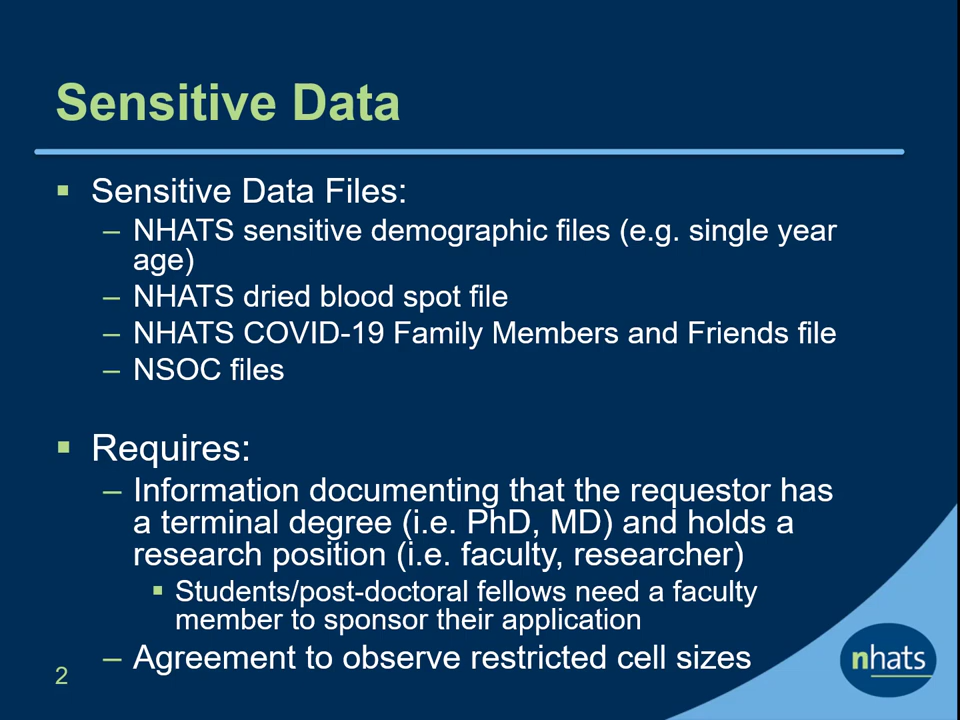 Sensitive Data
▪ Sensitive Data Files:
– NHATS sensitive demographic files (e.g. single year
age)
– NHATS dried blood spot file
– NHATS COVID-19 Family Members and Friends file
– NSOC files
▪ Requires:
– Information documenting that the requestor has
a terminal degree (i.e. PhD, MD) and holds a
research position (i.e. faculty, researcher)
▪ Students/post-doctoral fellows need a faculty
member to sponsor their application
– Agreement to observe restricted cell sizes
2
nhats